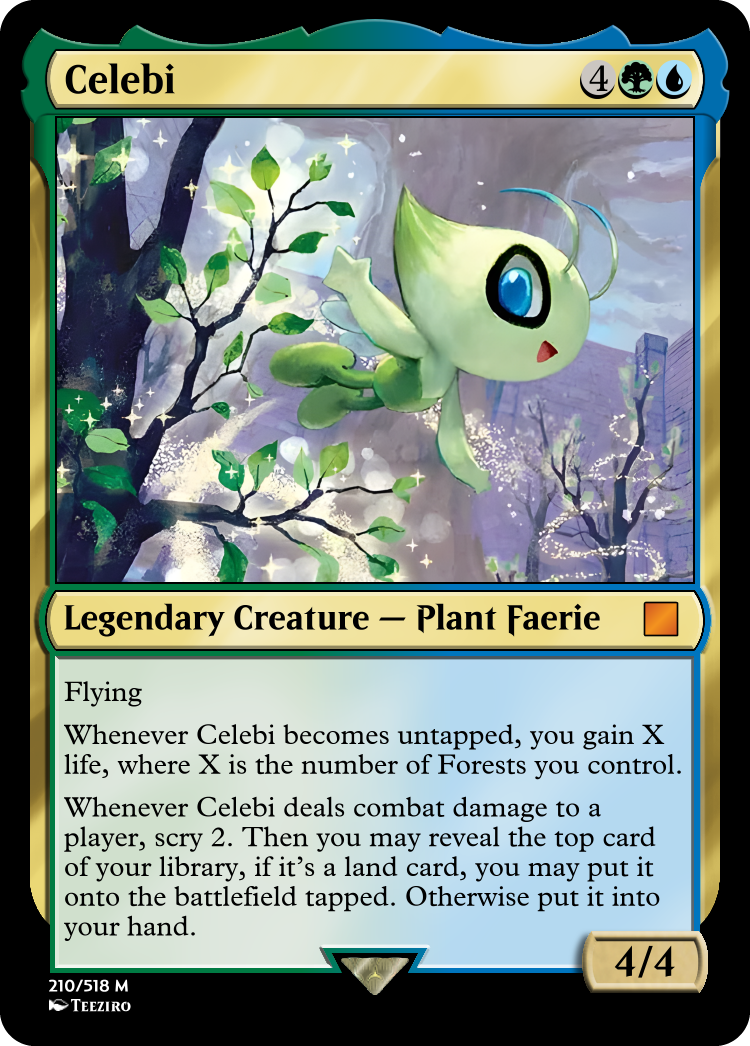 Celebi 4
Legendary Creature — Plant Faerie
Flying
Whenever Celebi becomes untapped, you gain X
life, where X is the number of Forests you control.
Whenever Celebi deals combat damage to a
player, scry 2. Then you may reveal the top card
of your library, if it's a land card, you may put it
onto the battlefield tapped. Otherwise put it into
your hand.
4/4
210/518 M
Teeziro